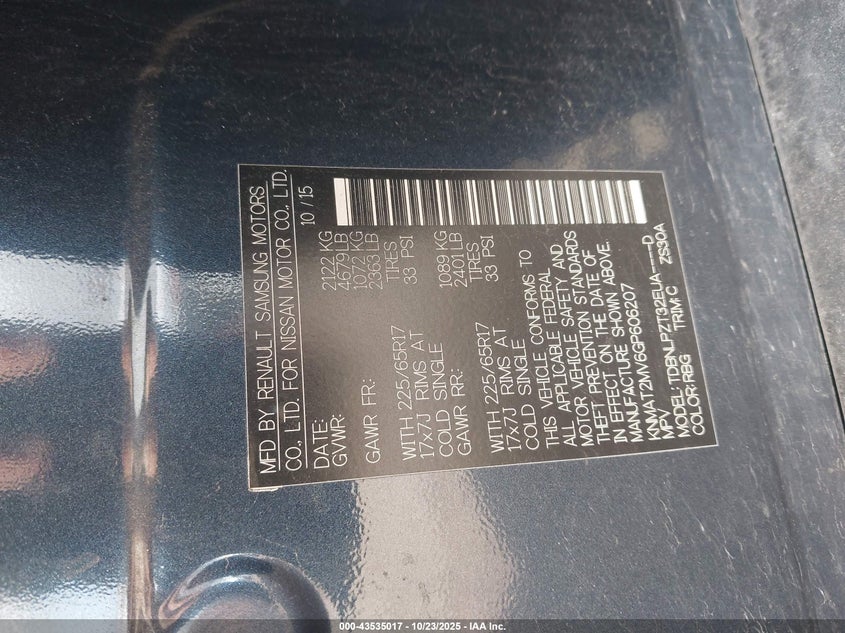 MFD BY RENAULT SAMSUNG MOTORS
CO., LTD. FOR NISSAN MOTOR CO., LTD.
DATE: 10/15
GVWR: 2122 KG
4679 LB
GAWR FR: 1072 KG
2363 LB
WITH 225/65R17 TIRES
17x7J RIMS AT 33 PSI
COLD SINGLE
GAWR RR: 1089 KG
2401 LB
WITH 225/65R17 TIRES
17x7J RIMS AT 33 PSI
COLD SINGLE
THIS VEHICLE CONFORMS TO
ALL APPLICABLE FEDERAL
MOTOR VEHICLE SAFETY AND
THEFT PREVENTION STANDARDS
IN EFFECT ON THE DATE OF
MANUFACTURE SHOWN ABOVE.
KNMAT2MV6GP606207
MPV
MODEL: TDBNLPZT32EUA----D
COLOR: RBG TRIM: C ZS30A
000-43535017 - 10/23/2025 - IAA Inc.